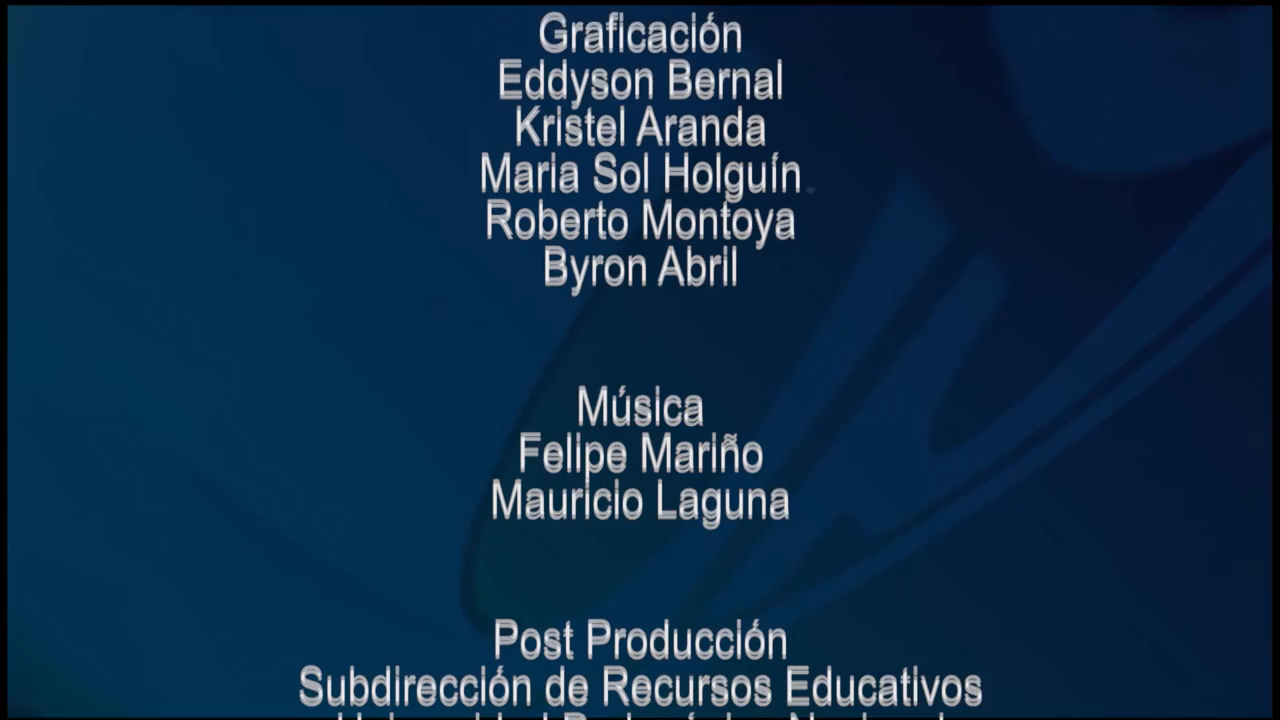 Graficación
Eddyson Bernal
Kristel Aranda
Maria Sol Holguín
Roberto Montoya
Byron Abril
Música
Felipe Mariño
Mauricio Laguna
Post Producción
Subdirección de Recursos Educativos